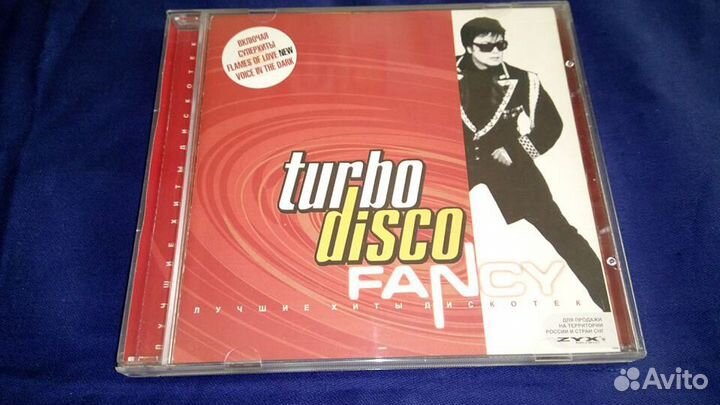 ЛУЧШИЕ ХИТЫ ДИСКОТЕК
ВКЛЮЧАЯ
СУПЕРХИТЫ
FLAMES OF LOVE NEW
VOICE IN THE DARK
turbo
disco
FANCY
ЛУЧШИЕ ХИТЫ ДИСКОТЕК
ДЛЯ ПРОДАЖИ
НА ТЕРРИТОРИИ
РОССИИ И СТРАН СНГ
ZYX
Avito